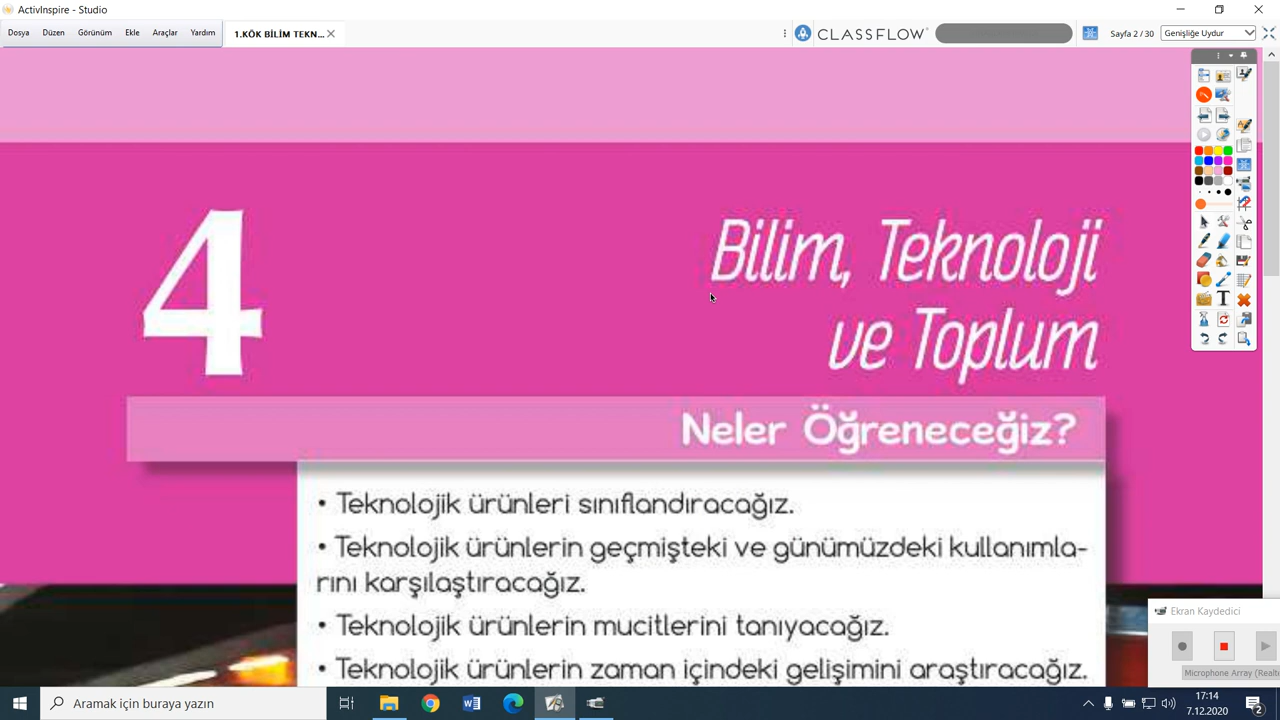 ActivInspire - Studio
Dosya Düzen Görünüm Ekle Araçlar Yardım
1.KÖK BİLİM TEKN...
CLASSFLOW
Sayfa 2 / 30
Genişliğe Uydur
4
Bilim, Teknoloji
ve Toplum
Neler Öğreneceğiz?
• Teknolojik ürünleri sınıflandıracağız.
• Teknolojik ürünlerin geçmişteki ve günümüzdeki kullanımla-
rını karşılaştıracağız.
• Teknolojik ürünlerin mucitlerini tanıyacağız.
• Teknolojik ürünlerin zaman içindeki gelişimini araştıracağız.
Ekran Kaydedici
Microphone Array (Realte
Aramak için buraya yazın
17:14
7.12.2020
2